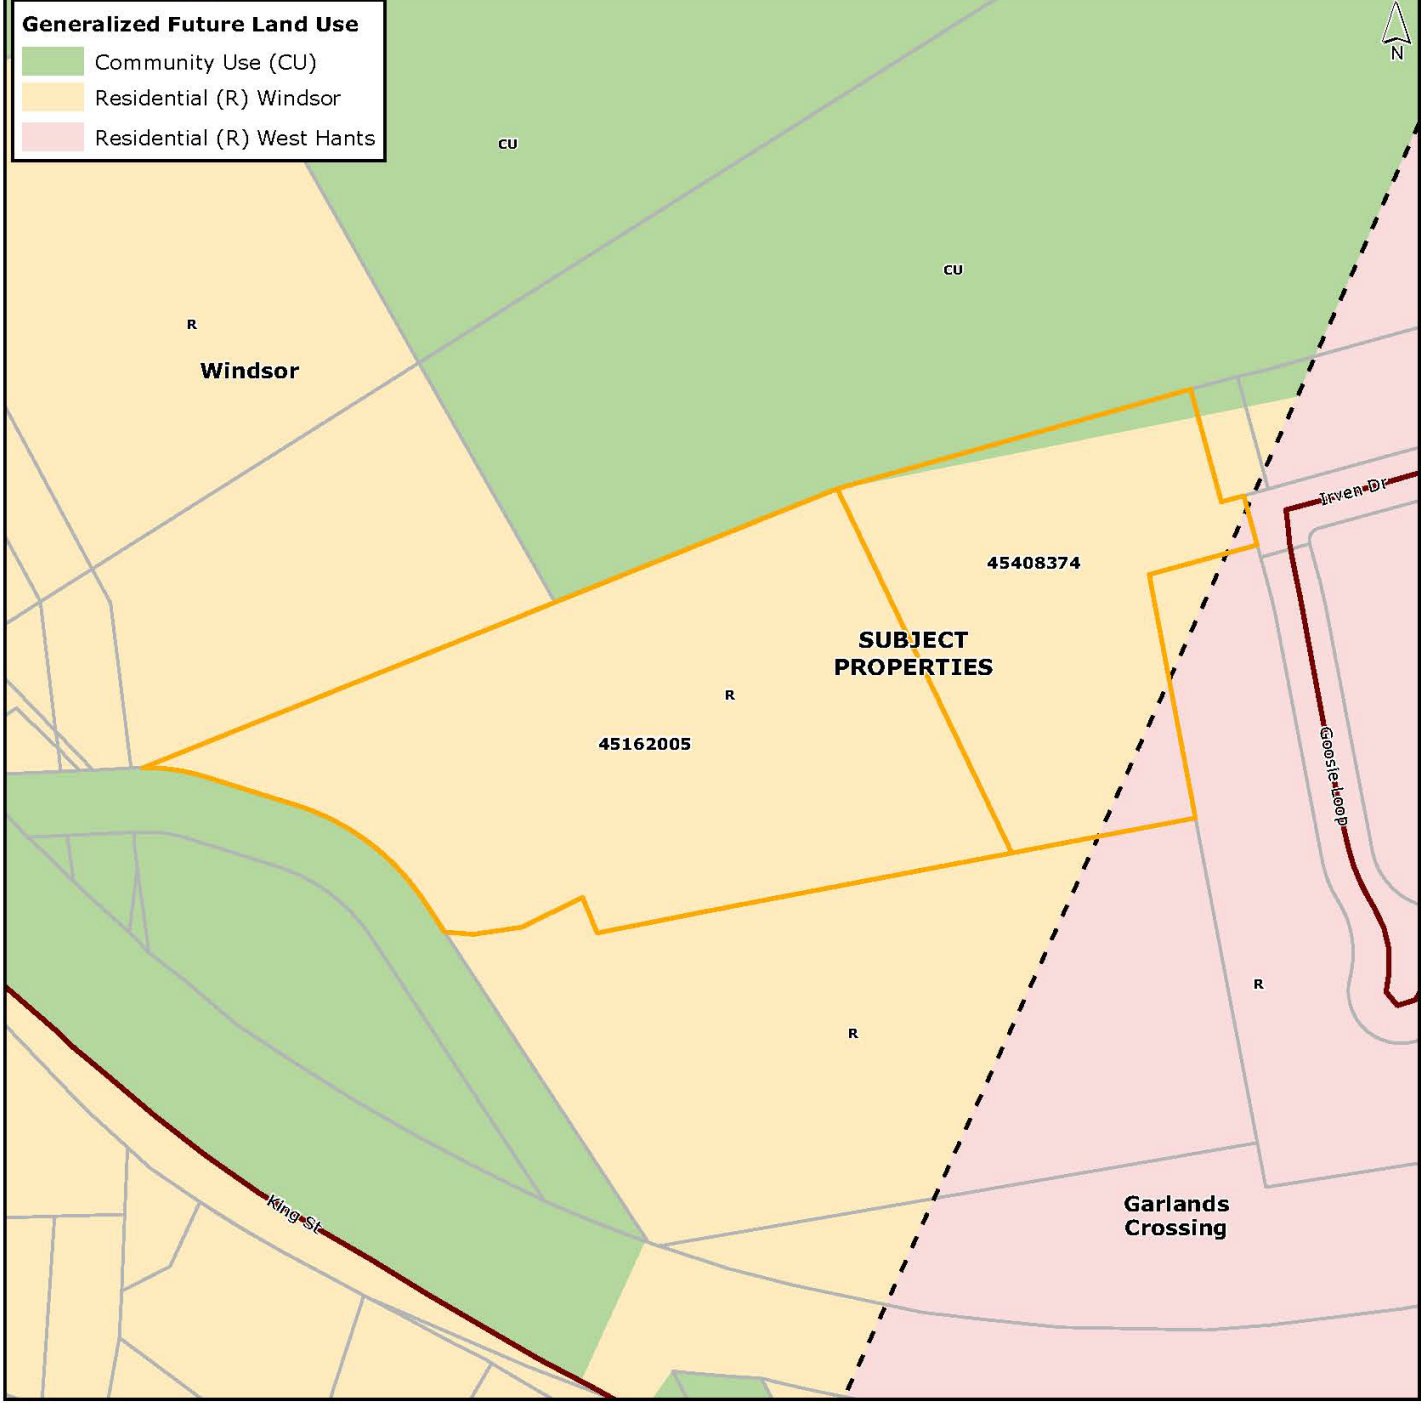 Generalized Future Land Use
Community Use (CU)
Residential (R) Windsor
Residential (R) West Hants
N
CU
CU
R
Windsor
Irven Dr
45408374
SUBJECT
PROPERTIES
R
45162005
Goosie Loop
R
R
King St
Garlands
Crossing